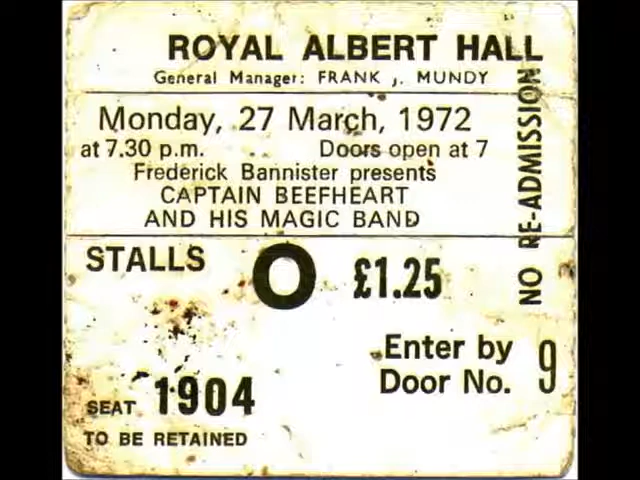 ROYAL ALBERT HALL
General Manager: FRANK J. MUNDY
Monday, 27 March, 1972
at 7.30 p.m. Doors open at 7
Frederick Bannister presents
CAPTAIN BEEFHEART
AND HIS MAGIC BAND
NO RE-ADMISSION
STALLS O £1.25
Enter by
Door No. 9
SEAT 1904
TO BE RETAINED